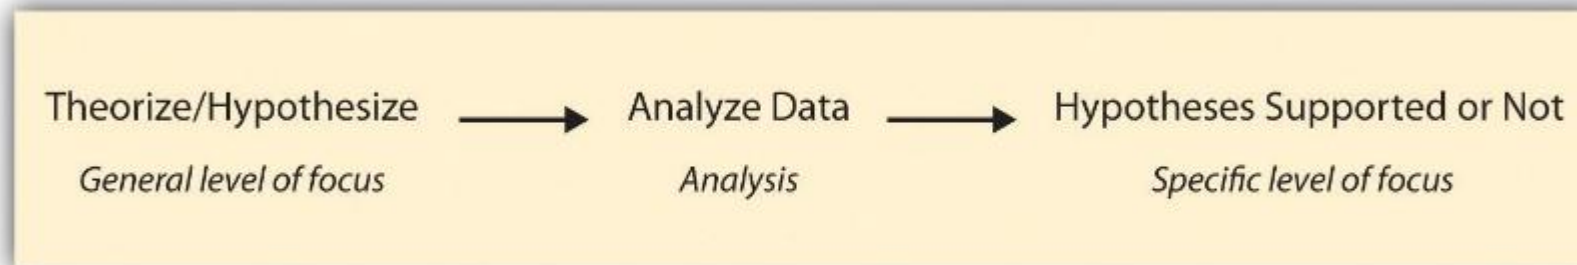 Theorize/Hypothesize Analyze Data Hypotheses Supported or Not
General level of focus Analysis Specific level of focus